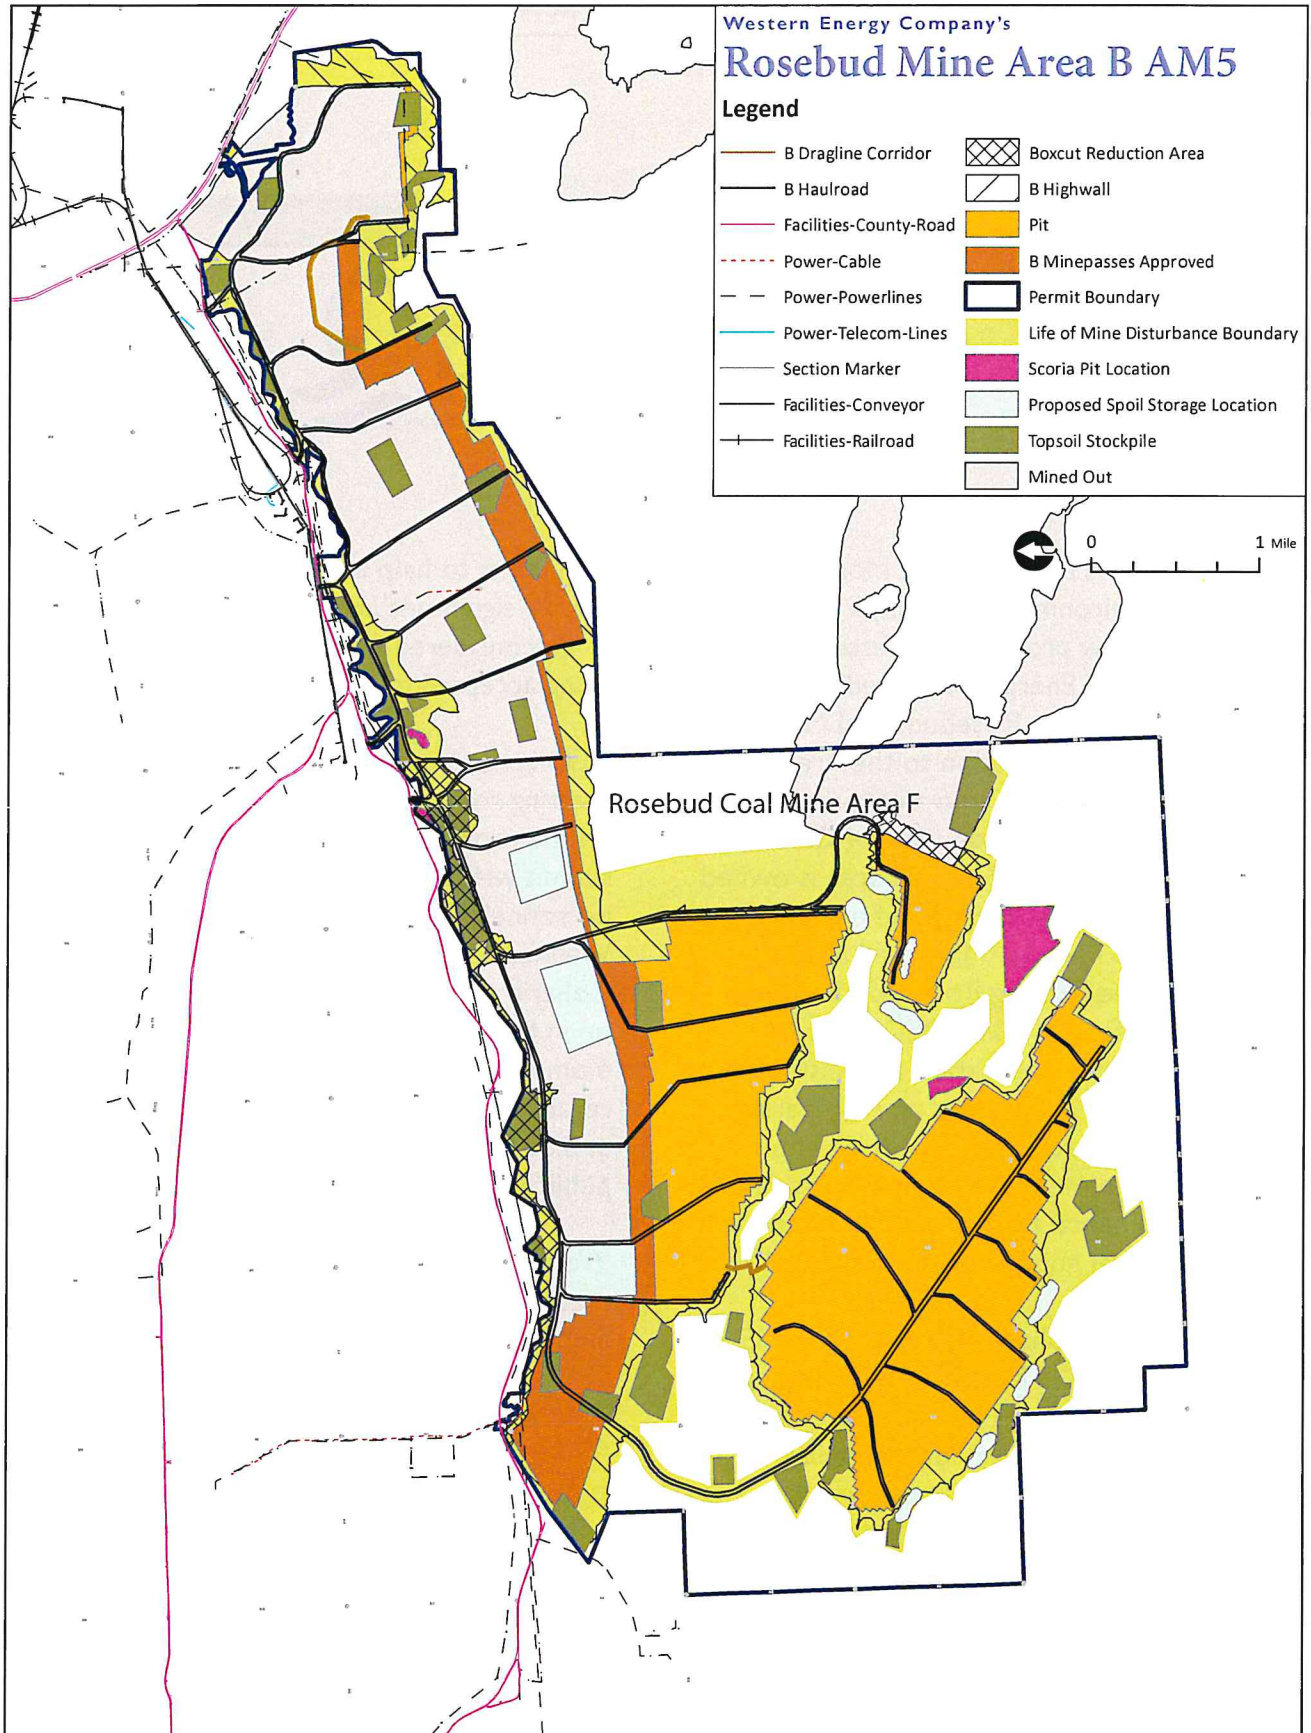 Western Energy Company's
Rosebud Mine Area B AM5
Legend
B Dragline Corridor
B Haulroad
Facilities-County-Road
Power-Cable
Power-Powerlines
Power-Telecom-Lines
Section Marker
Facilities-Conveyor
Facilities-Railroad
Boxcut Reduction Area
B Highwall
Pit
B Minepasses Approved
Permit Boundary
Life of Mine Disturbance Boundary
Scoria Pit Location
Proposed Spoil Storage Location
Topsoil Stockpile
Mined Out
0 1 Mile
Rosebud Coal Mine Area F